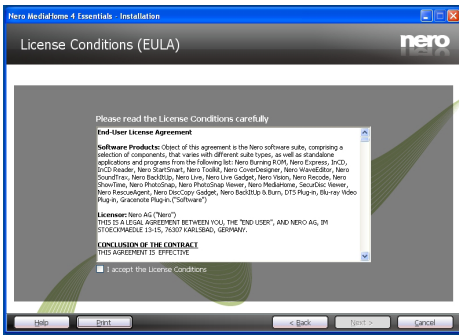 Nero MediaHome 4 Essentials - Installation
License Conditions (EULA)
nero
Please read the License Conditions carefully
End-User License Agreement
Software Products: Object of this agreement is the Nero software suite, comprising a
selection of components, that varies with different suite types, as well as standalone
applications and programs from the following list: Nero Burning ROM, Nero Express, InCD,
InCD Reader, Nero StartSmart, Nero Toolkit, Nero CoverDesigner, Nero WaveEditor, Nero
SoundTrax, Nero BackItUp, Nero Live, Nero Live Gadget, Nero Vision, Nero Recode, Nero
ShowTime, Nero PhotoSnap, Nero PhotoSnap Viewer, Nero MediaHome, SecurDisc Viewer,
Nero RescueAgent, Nero DiscCopy Gadget, Nero BackItUp & Burn, DTS Plug-in, Blu-ray Video
Plug-in, Gracenote Plug-in.("Software")
Licensor: Nero AG ("Nero")
THIS IS A LEGAL AGREEMENT BETWEEN YOU, THE "END USER", AND NERO AG, IM
STOECKMAEDLE 13-15, 76307 KARLSBAD, GERMANY.
CONCLUSION OF THE CONTRACT
THIS AGREEMENT IS EFFECTIVE
I accept the License Conditions
Help
Print
< Back
Next >
Cancel